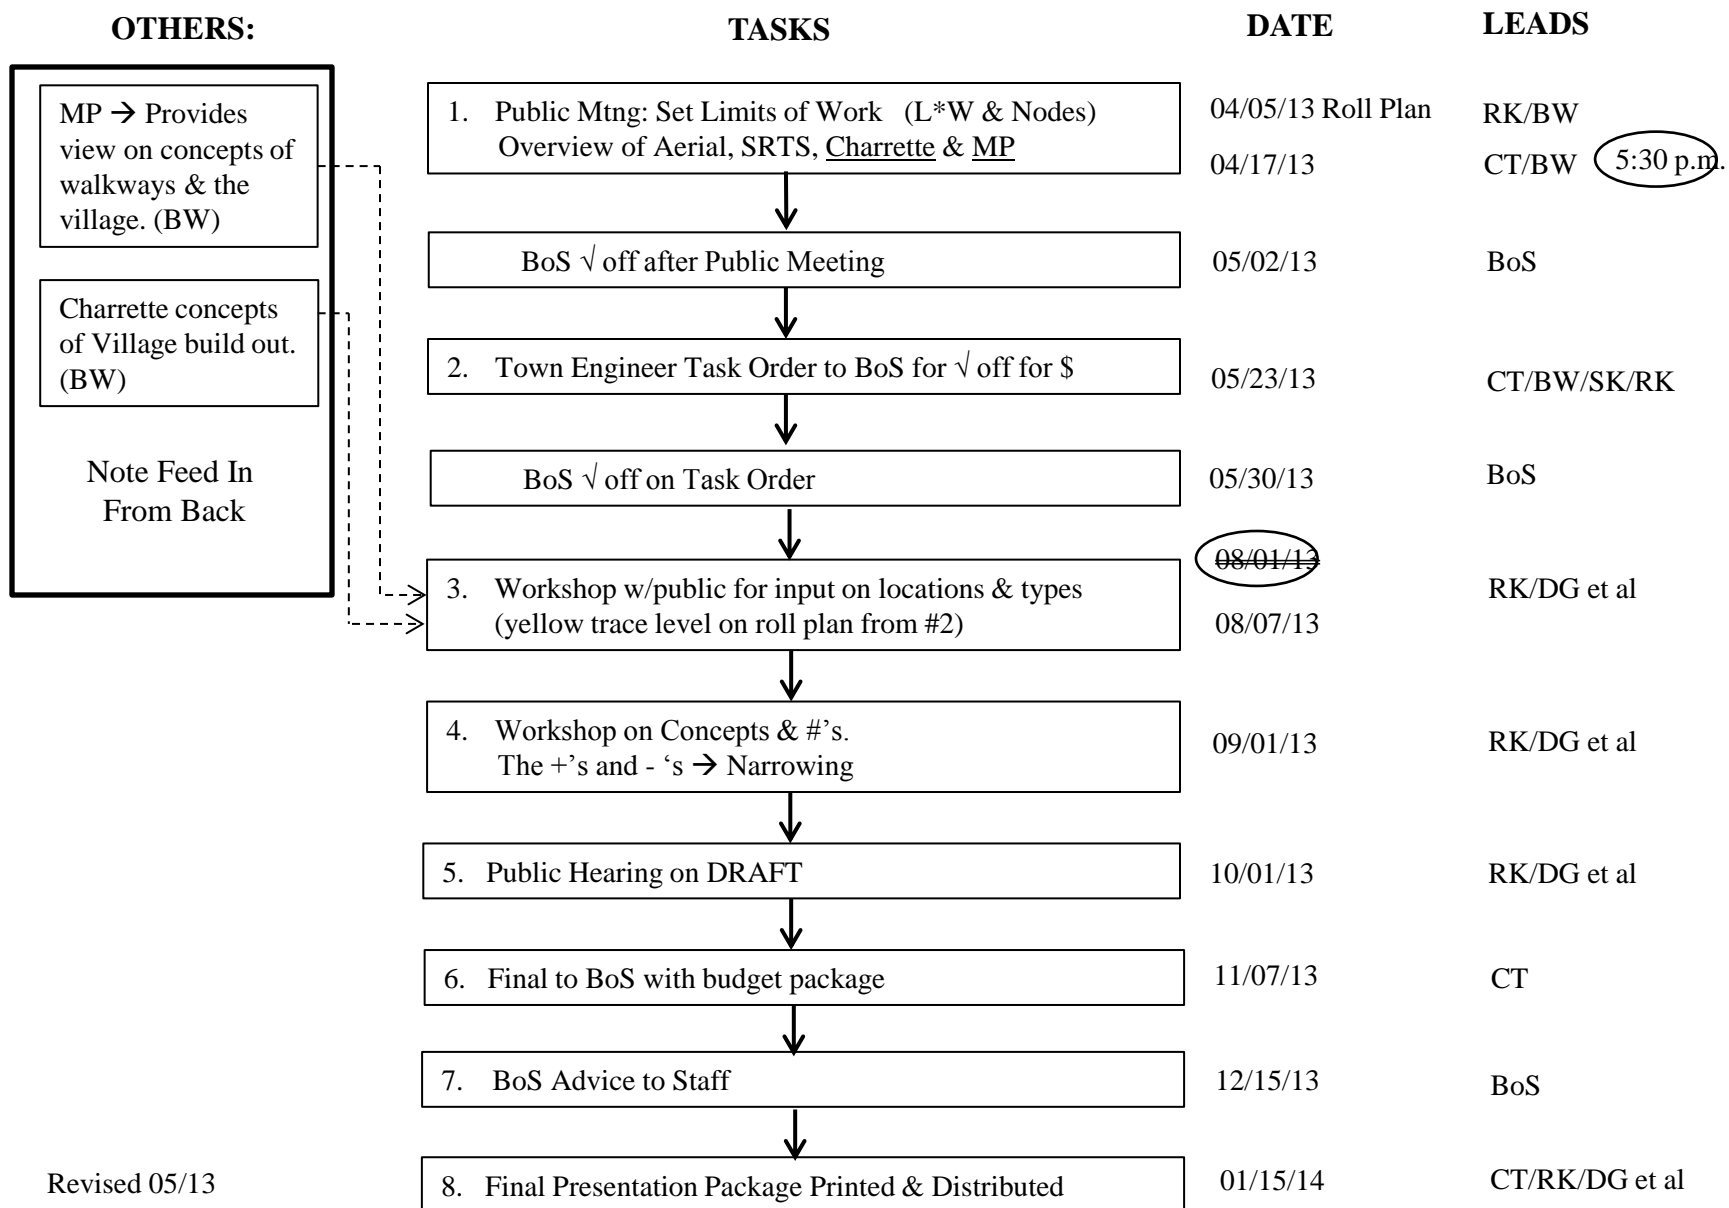 OTHERS:
TASKS
DATE
LEADS
MP → Provides
view on concepts of
walkways & the
village. (BW)
Charrette concepts
of Village build out.
(BW)
Note Feed In
From Back
1. Public Mtng: Set Limits of Work (L*W & Nodes)
Overview of Aerial, SRTS, Charrette & MP
04/05/13 Roll Plan
RK/BW
04/17/13
CT/BW
5:30 p.m.
BoS √ off after Public Meeting
05/02/13
BoS
2. Town Engineer Task Order to BoS for √ off for $
05/23/13
CT/BW/SK/RK
BoS √ off on Task Order
05/30/13
BoS
3. Workshop w/public for input on locations & types
(yellow trace level on roll plan from #2)
08/01/13
08/07/13
RK/DG et al
4. Workshop on Concepts & #'s.
The +’s and - ‘s → Narrowing
09/01/13
RK/DG et al
5. Public Hearing on DRAFT
10/01/13
RK/DG et al
6. Final to BoS with budget package
11/07/13
CT
7. BoS Advice to Staff
12/15/13
BoS
8. Final Presentation Package Printed & Distributed
01/15/14
CT/RK/DG et al
Revised 05/13